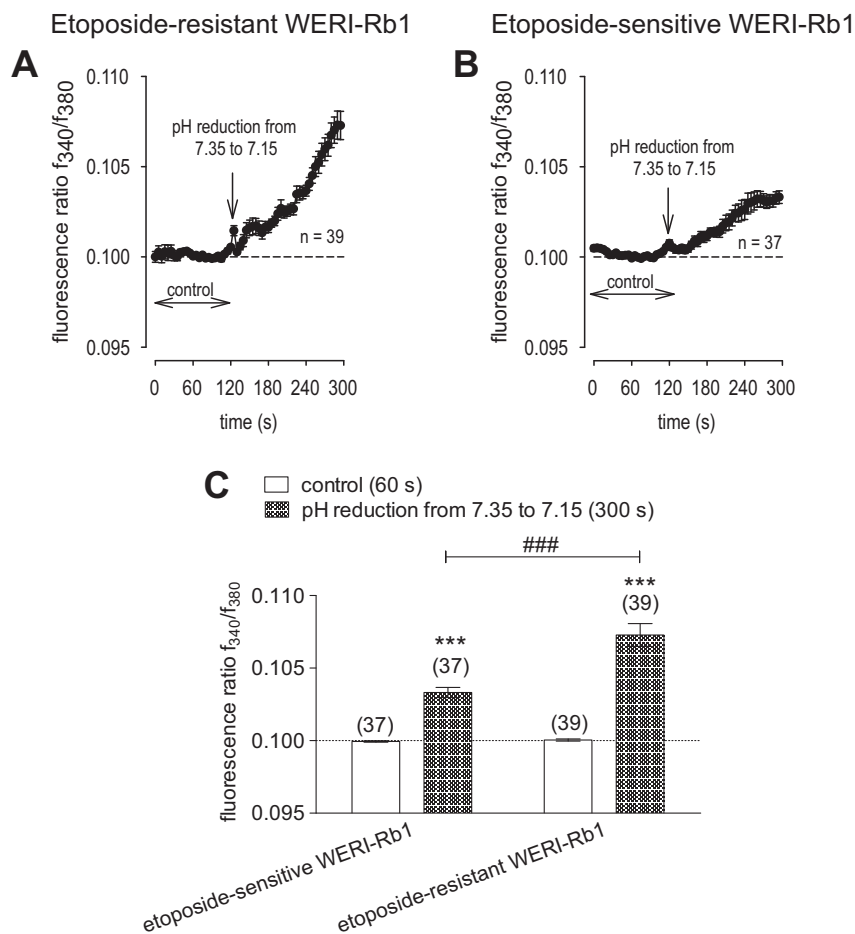 Etoposide-resistant WERI-Rb1
A
fluorescence ratio f340/f380
0.110
0.105
0.100
0.095
pH reduction from
7.35 to 7.15
n = 39
control
0 60 120 180 240 300
time (s)
Etoposide-sensitive WERI-Rb1
B
fluorescence ratio f340/f380
0.110
0.105
0.100
0.095
pH reduction from
7.35 to 7.15
n = 37
control
0 60 120 180 240 300
time (s)
C
control (60 s)
pH reduction from 7.35 to 7.15 (300 s)
###
fluorescence ratio f340/f380
0.110
0.105
0.100
0.095
(37)
***
(37)
(39)
***
(39)
etoposide-sensitive WERI-Rb1
etoposide-resistant WERI-Rb1